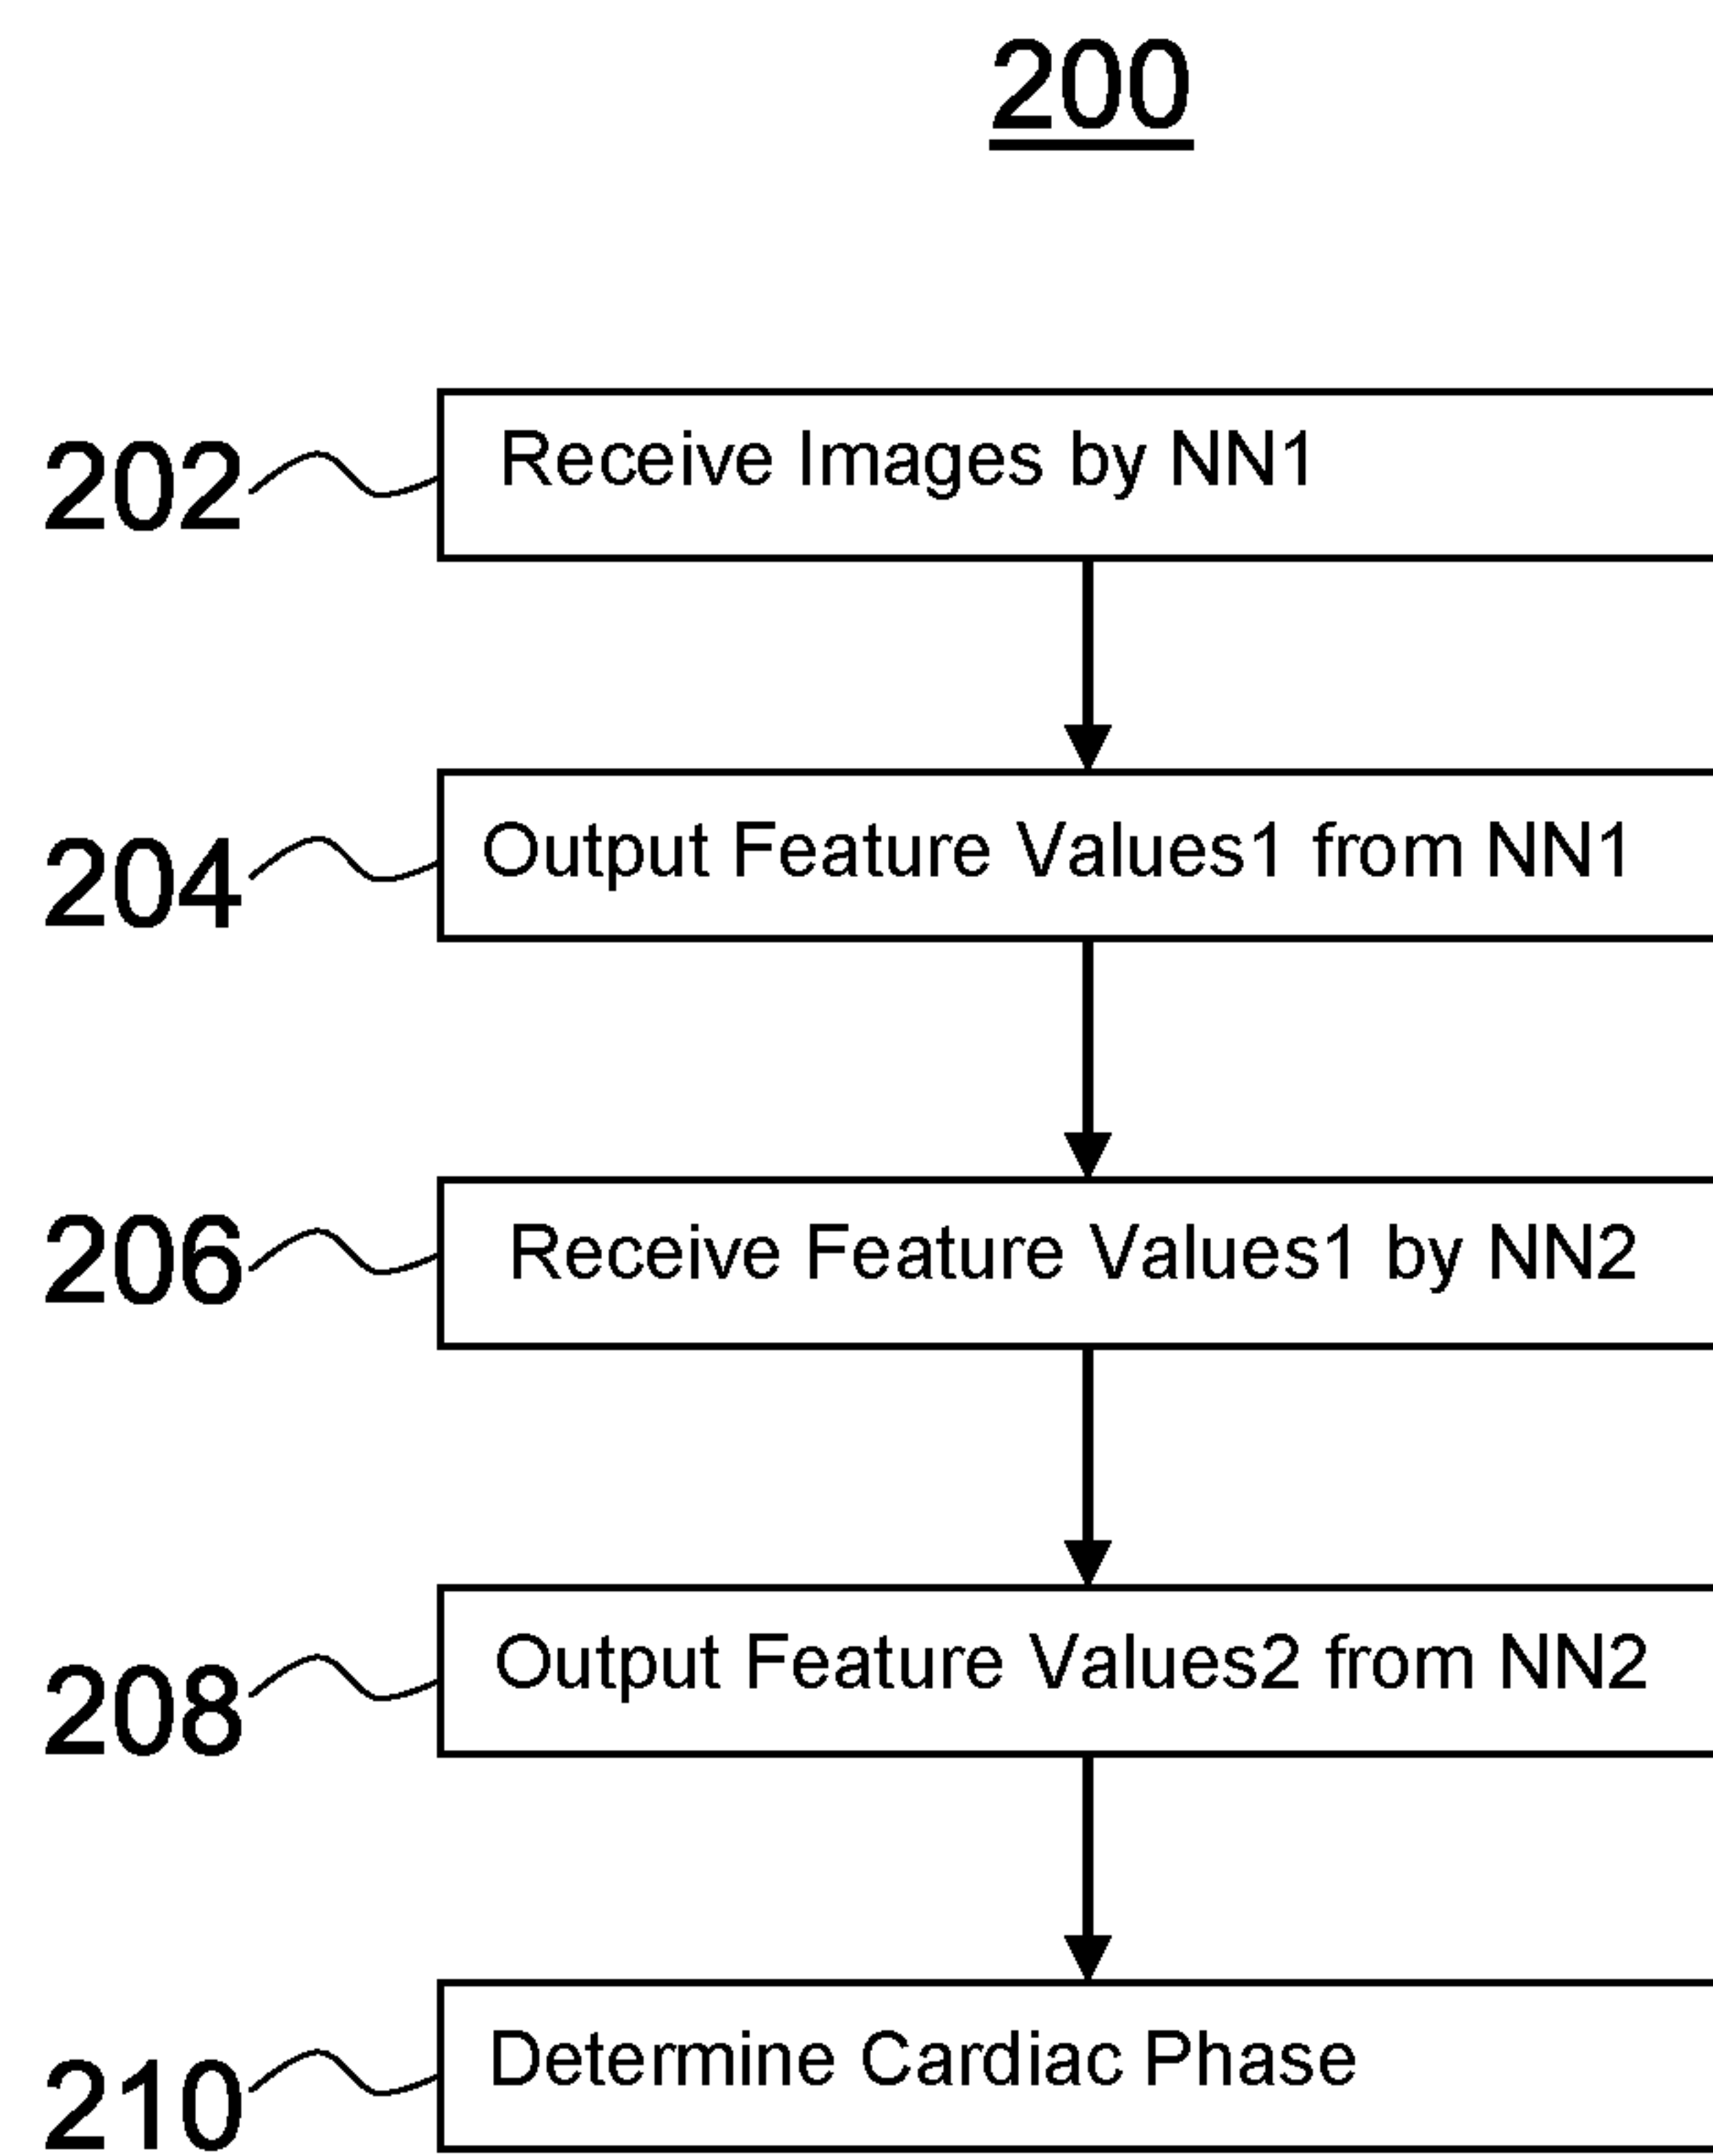 200
202
Receive Images by NN1
204
Output Feature Values1 from NN1
206
Receive Feature Values1 by NN2
208
Output Feature Values2 from NN2
210
Determine Cardiac Phase